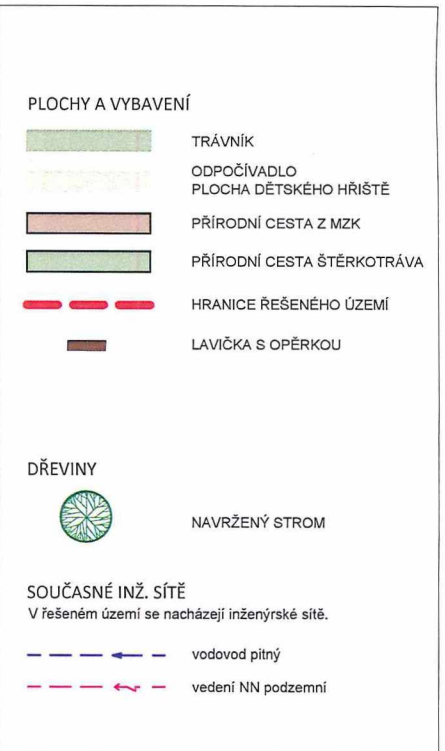 PLOCHY A VYBAVENÍ
TRÁVNÍK
ODPOČÍVADLO
PLOCHA DĚTSKÉHO HŘIŠTĚ
PŘÍRODNÍ CESTA Z MZK
PŘÍRODNÍ CESTA ŠTĚRKOTRÁVA
HRANICE ŘEŠENÉHO ÚZEMÍ
LAVIČKA S OPĚRKOU
DŘEVINY
NAVRŽENÝ STROM
SOUČASNÉ INŽ. SÍTĚ
V řešeném území se nacházejí inženýrské sítě.
vodovod pitný
vedení NN podzemní